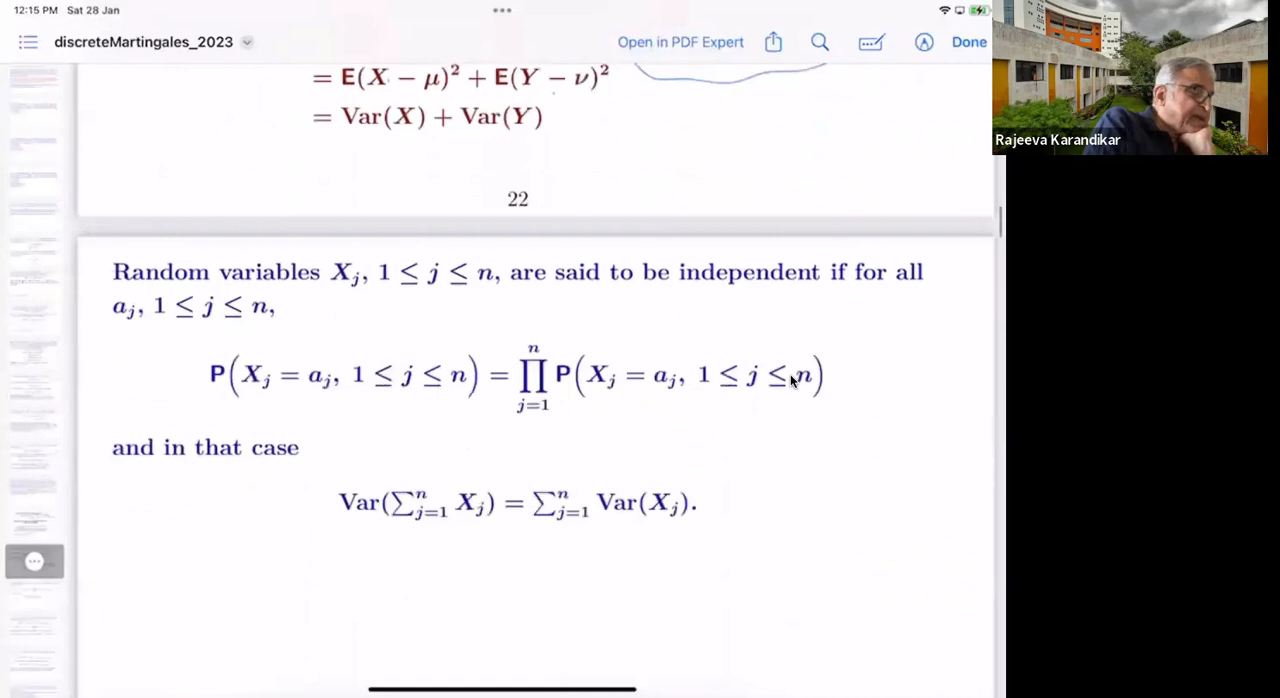 12:15 PM Sat 28 Jan
discreteMartingales_2023
Open in PDF Expert
Done
= E(X − μ)² + E(Y − ν)²
= Var(X) + Var(Y)
22
Rajeeva Karandikar
Random variables X_j, 1 ≤ j ≤ n, are said to be independent if for all
a_j, 1 ≤ j ≤ n,
P(X_j = a_j, 1 ≤ j ≤ n) = ∏_{j=1}^{n} P(X_j = a_j, 1 ≤ j ≤ n)
and in that case
Var(∑_{j=1}^{n} X_j) = ∑_{j=1}^{n} Var(X_j).